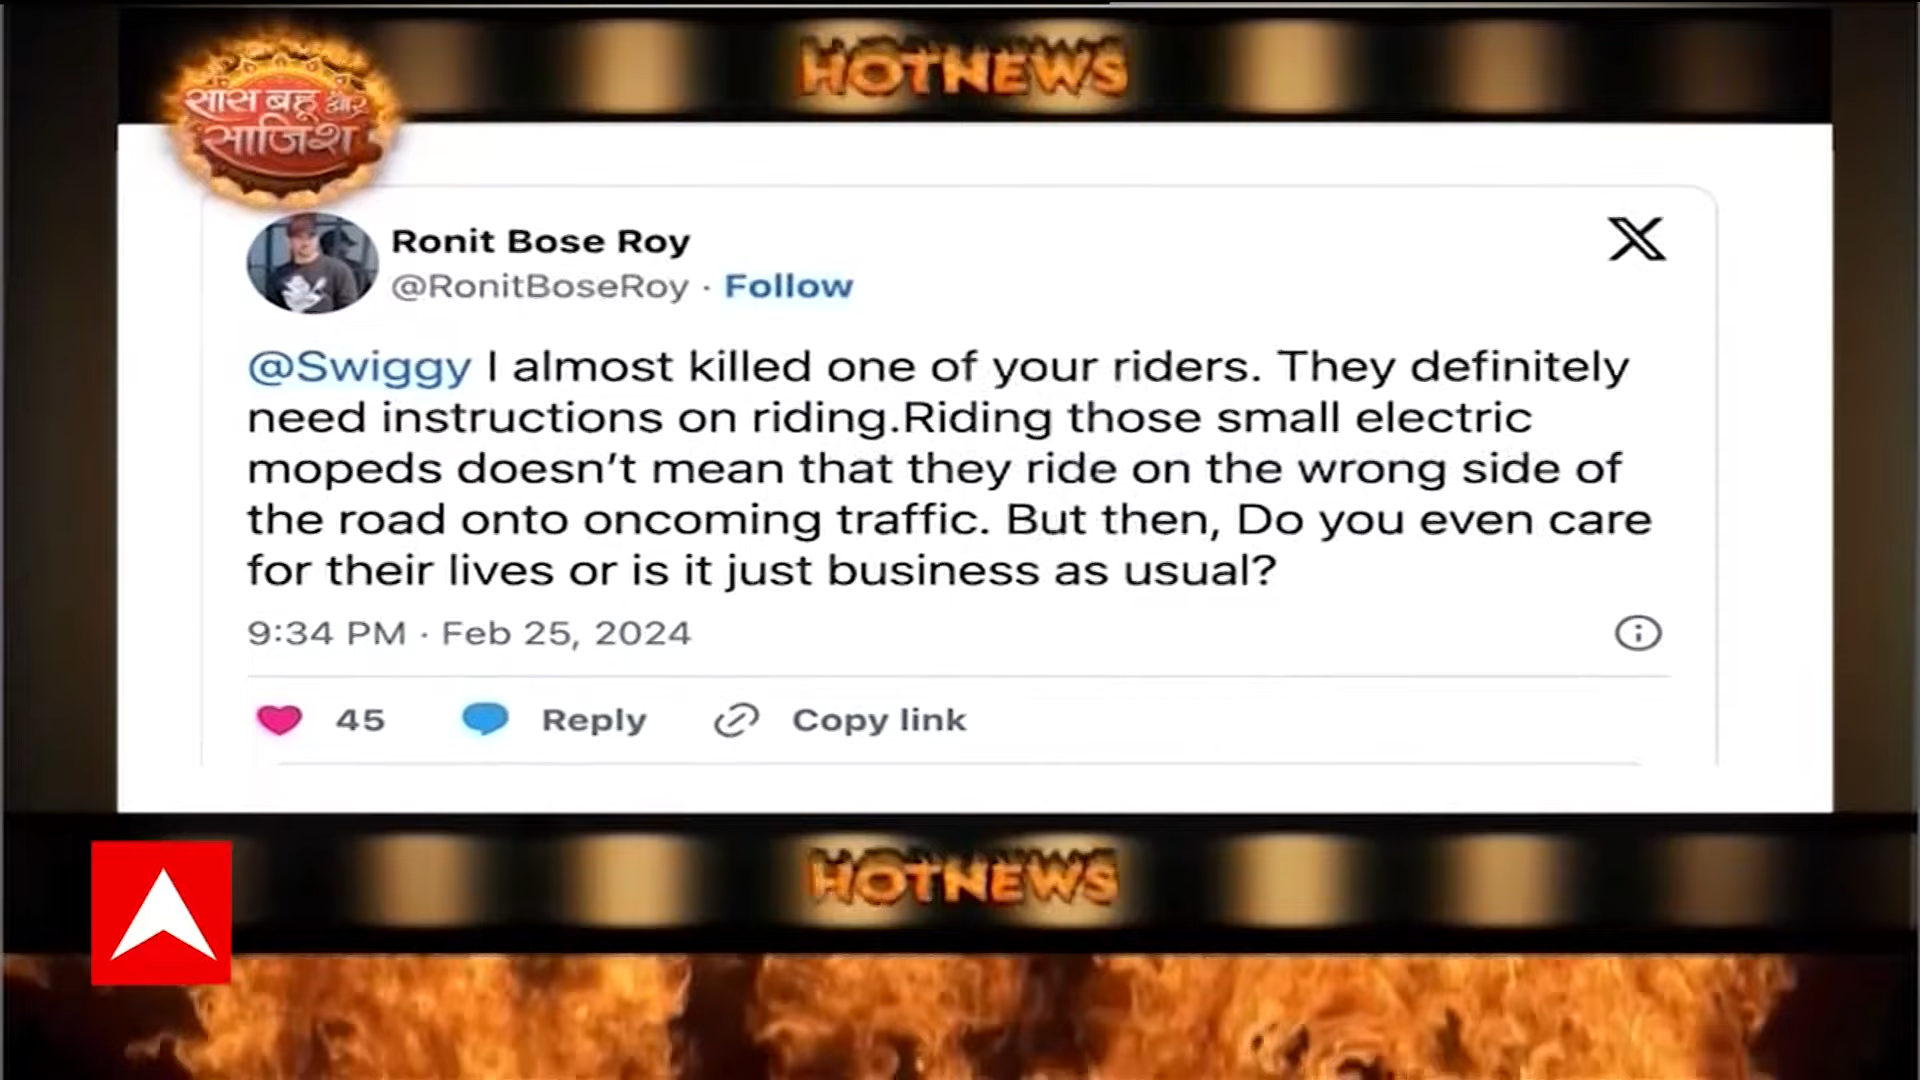 HOTNEWS
सास बहू और
साजिश
Ronit Bose Roy
@RonitBoseRoy · Follow
@Swiggy I almost killed one of your riders. They definitely
need instructions on riding.Riding those small electric
mopeds doesn't mean that they ride on the wrong side of
the road onto oncoming traffic. But then, Do you even care
for their lives or is it just business as usual?
9:34 PM · Feb 25, 2024
45 Reply Copy link
HOTNEWS